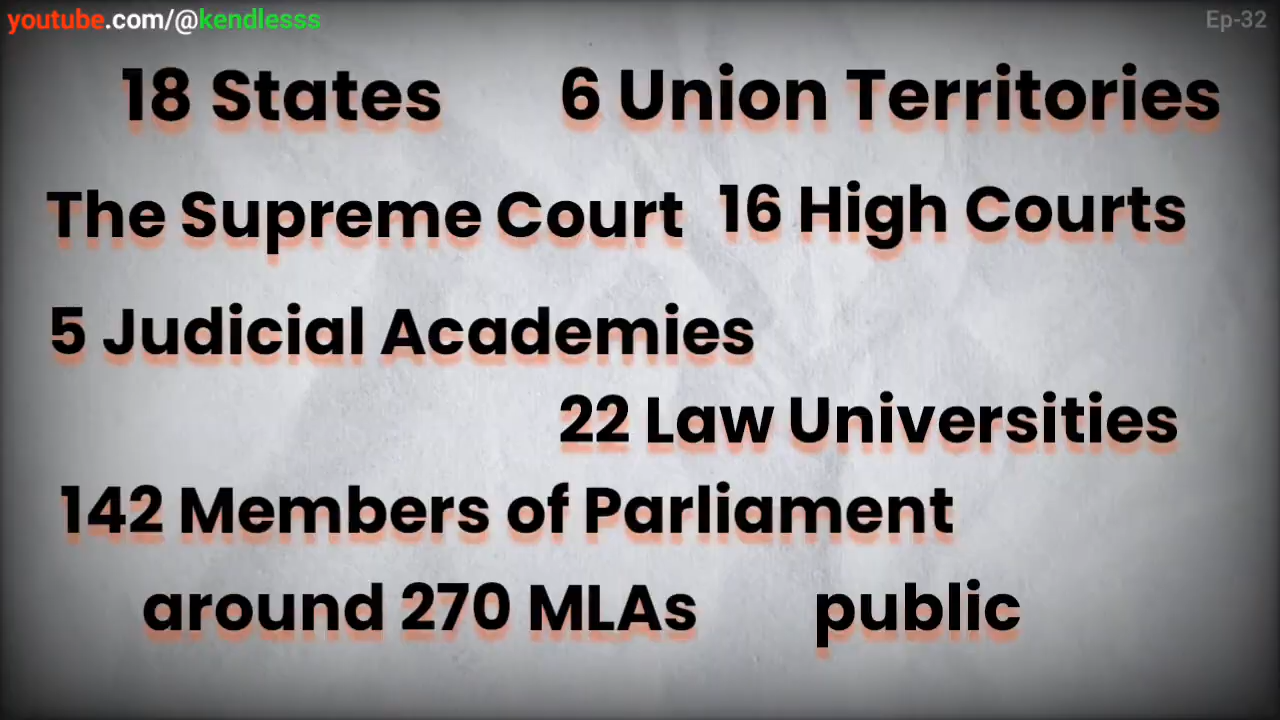 youtube.com/@kendlesss
Ep-32
18 States
6 Union Territories
The Supreme Court
16 High Courts
5 Judicial Academies
22 Law Universities
142 Members of Parliament
around 270 MLAs
public